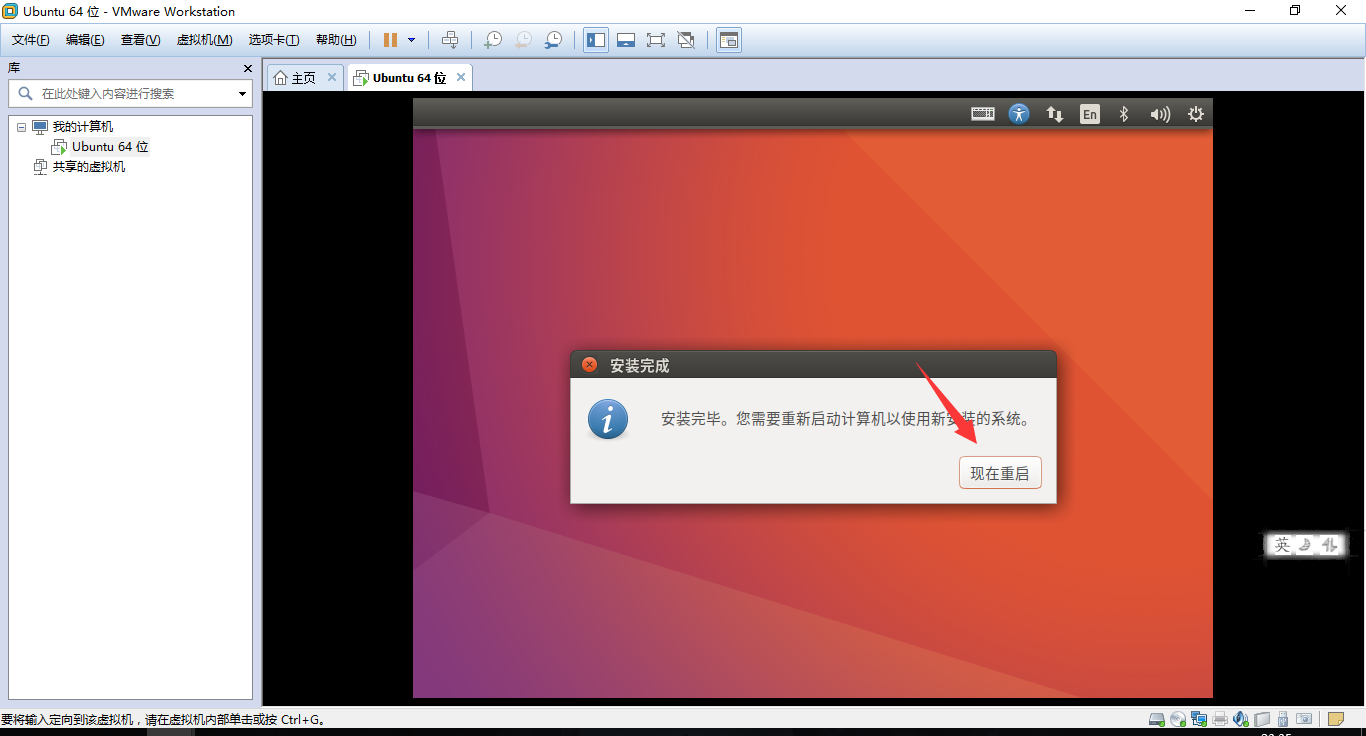 Ubuntu 64 位 - VMware Workstation
文件(F) 编辑(E) 查看(V) 虚拟机(M) 选项卡(T) 帮助(H)
库
主页 Ubuntu 64 位
在此处键入内容进行搜索
我的计算机
Ubuntu 64 位
共享的虚拟机
En
安装完成
安装完毕。您需要重新启动计算机以使用新安装的系统。
现在重启
英
要将输入定向到该虚拟机，请在虚拟机内部单击或按 Ctrl+G。